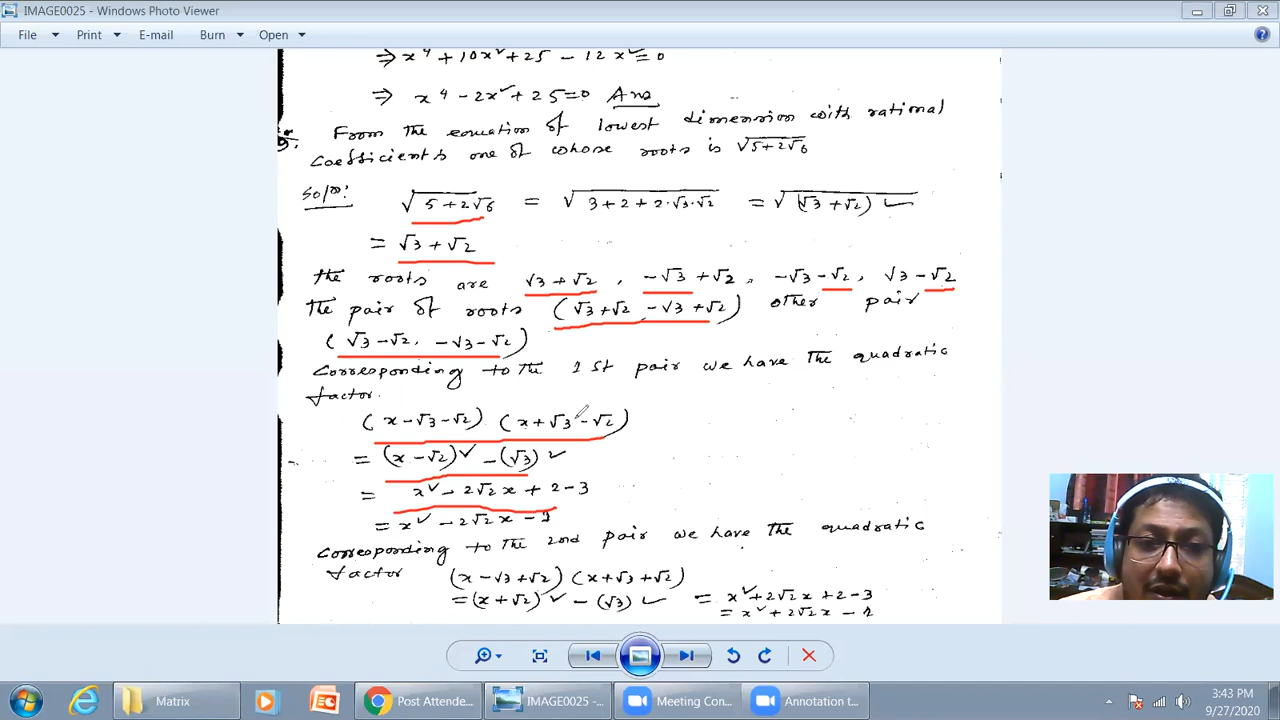 IMAGE0025 - Windows Photo Viewer
File Print E-mail Burn Open
⇒ x⁴ + 10x² + 25 - 12x² = 0
⇒ x⁴ - 2x² + 25 = 0 Ans
9. From the equation of lowest dimension with rational
coefficients one of whose roots is √(5+2√6)
Solⁿ: √(5+2√6) = √(3+2+2·√3·√2) = √(√3+√2)²
= √3+√2
the roots are √3+√2, -√3+√2, -√3-√2, √3-√2
The pair of roots (√3+√2, -√3+√2) other pair
(√3-√2, -√3-√2)
Corresponding to the 1st pair we have the quadratic
factor.
(x-√3-√2) (x+√3-√2)
= (x-√2)² - (√3)²
= x² - 2√2x + 2-3
= x² - 2√2x - 1
Corresponding to the 2nd pair we have the quadratic
factor (x-√3+√2) (x+√3+√2)
= (x+√2)² - (√3)² = x²+2√2x+2-3
= x²+2√2x-1
Matrix
Post Attende...
IMAGE0025 -...
Meeting Con...
Annotation t...
3:43 PM
9/27/2020